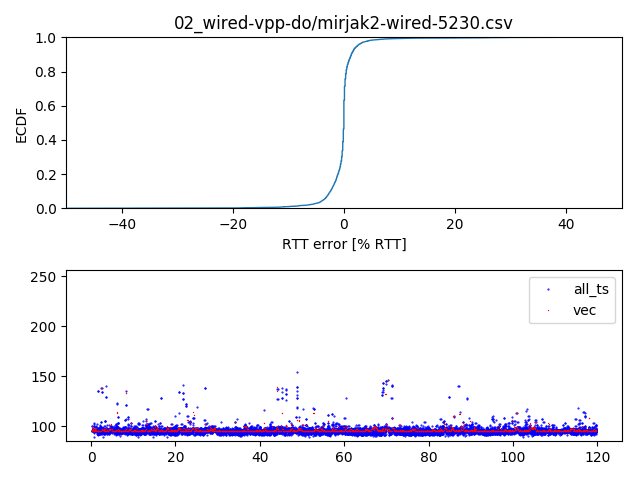 02_wired-vpp-do/mirjak2-wired-5230.csv
1.0
0.8
0.6
0.4
0.2
0.0
ECDF
−40 −20 0 20 40
RTT error [% RTT]
250
200
150
100
all_ts
vec
0 20 40 60 80 100 120